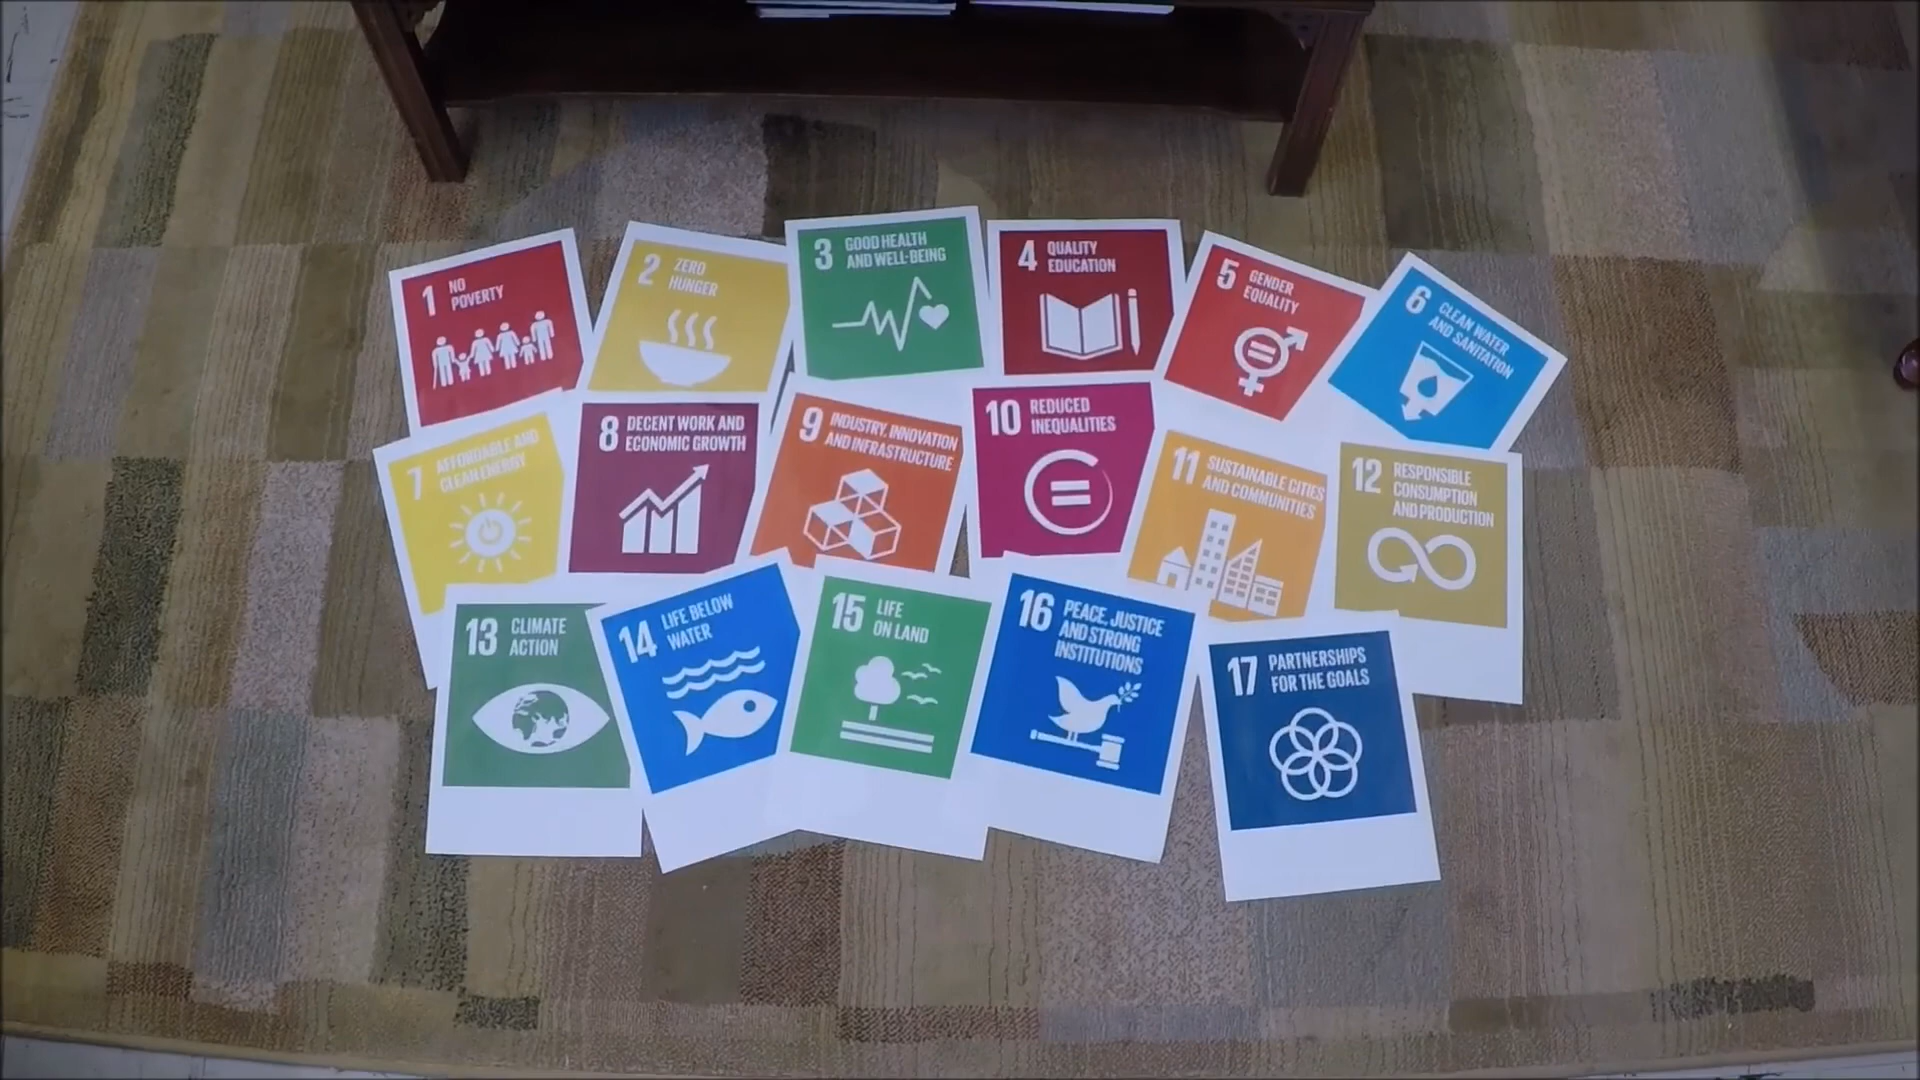 1 NO
POVERTY
2 ZERO
HUNGER
3 GOOD HEALTH
AND WELL-BEING
4 QUALITY
EDUCATION
5 GENDER
EQUALITY
6 CLEAN WATER
AND SANITATION
7 AFFORDABLE AND
CLEAN ENERGY
8 DECENT WORK AND
ECONOMIC GROWTH
9 INDUSTRY, INNOVATION
AND INFRASTRUCTURE
10 REDUCED
INEQUALITIES
11 SUSTAINABLE CITIES
AND COMMUNITIES
12 RESPONSIBLE
CONSUMPTION
AND PRODUCTION
13 CLIMATE
ACTION
14 LIFE BELOW
WATER
15 LIFE
ON LAND
16 PEACE, JUSTICE
AND STRONG
INSTITUTIONS
17 PARTNERSHIPS
FOR THE GOALS